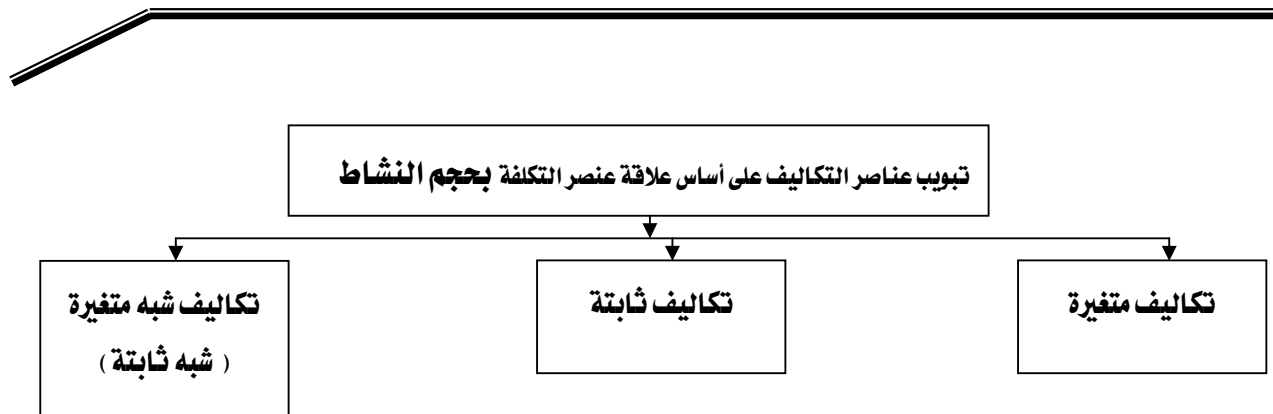 تبويب عناصر التكاليف على أساس علاقة عنصر التكلفة بحجم النشاط
تكاليف متغيرة
تكاليف ثابتة
تكاليف شبه متغيرة
( شبه ثابتة )